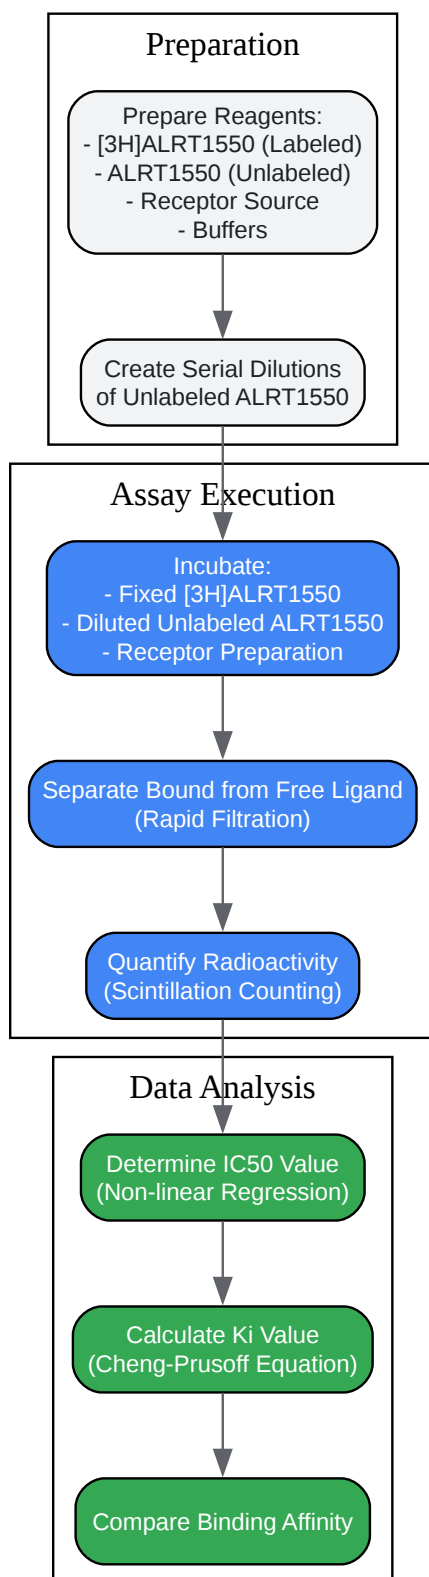 Preparation
Prepare Reagents:
- [3H]ALRT1550 (Labeled)
- ALRT1550 (Unlabeled)
- Receptor Source
- Buffers
Create Serial Dilutions
of Unlabeled ALRT1550
Assay Execution
Incubate:
- Fixed [3H]ALRT1550
- Diluted Unlabeled ALRT1550
- Receptor Preparation
Separate Bound from Free Ligand
(Rapid Filtration)
Quantify Radioactivity
(Scintillation Counting)
Data Analysis
Determine IC50 Value
(Non-linear Regression)
Calculate Ki Value
(Cheng-Prusoff Equation)
Compare Binding Affinity